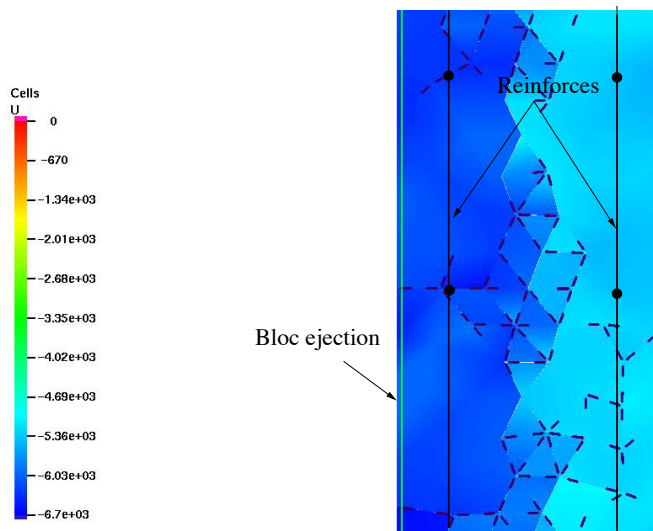 Cells
U
0
-670
-1.34e+03
-2.01e+03
-2.68e+03
-3.35e+03
-4.02e+03
-4.69e+03
-5.36e+03
-6.03e+03
-6.7e+03
Reinforces
Bloc ejection